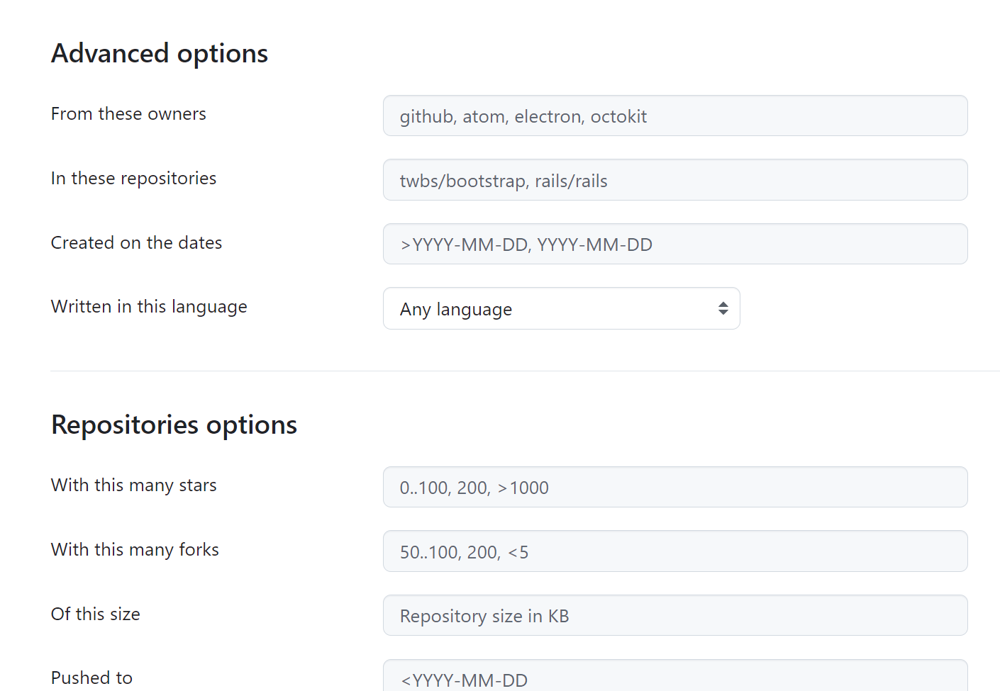 Advanced options
From these owners
github, atom, electron, octokit
In these repositories
twbs/bootstrap, rails/rails
Created on the dates
>YYYY-MM-DD, YYYY-MM-DD
Written in this language
Any language
Repositories options
With this many stars
0..100, 200, >1000
With this many forks
50..100, 200, <5
Of this size
Repository size in KB
Pushed to
<YYYY-MM-DD